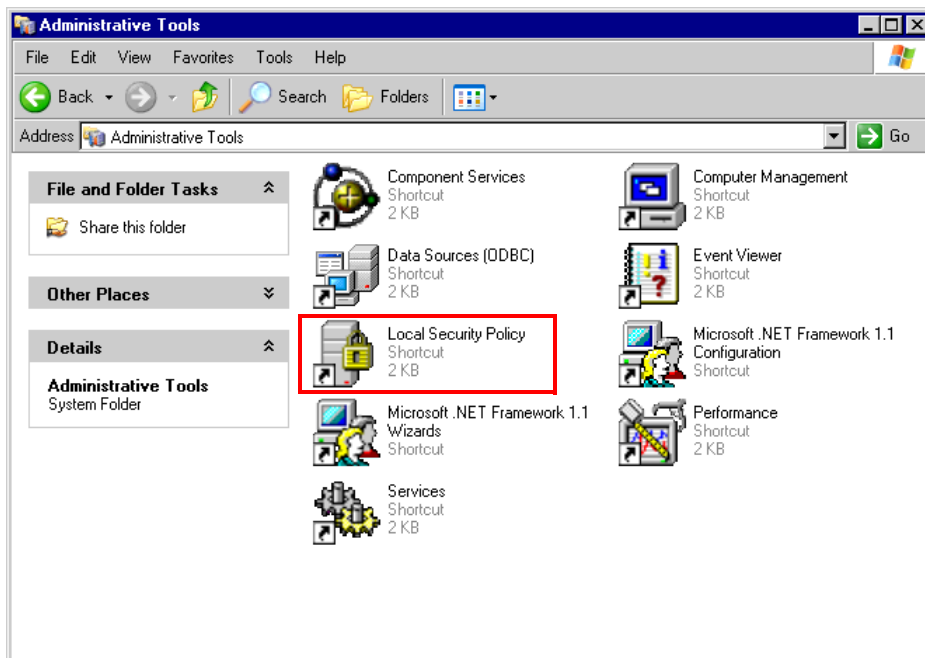 Administrative Tools
File Edit View Favorites Tools Help
Back Search Folders
Address Administrative Tools Go
File and Folder Tasks
Share this folder
Other Places
Details
Administrative Tools
System Folder
Component Services
Shortcut
2 KB
Computer Management
Shortcut
2 KB
Data Sources (ODBC)
Shortcut
2 KB
Event Viewer
Shortcut
2 KB
Local Security Policy
Shortcut
2 KB
Microsoft .NET Framework 1.1
Configuration
Shortcut
Microsoft .NET Framework 1.1
Wizards
Shortcut
Performance
Shortcut
2 KB
Services
Shortcut
2 KB